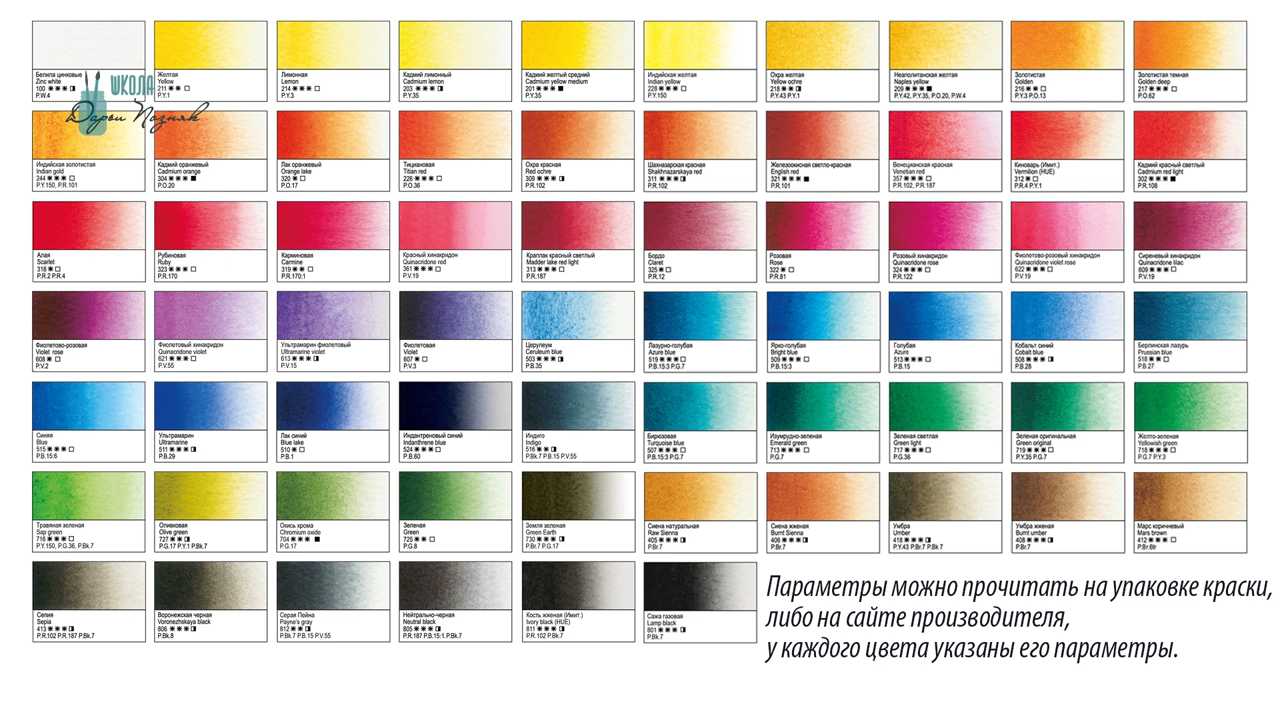 Белила цинковые
Zinc white
100 ✱✱✱◨
P.W.4
Желтая
Yellow
211 ✱✱□
P.Y.1
Лимонная
Lemon
214 ✱✱✱□
P.Y.3
Кадмий лимонный
Cadmium lemon
203 ✱✱✱◨
P.Y.35
Кадмий желтый средний
Cadmium yellow medium
201 ✱✱✱■
P.Y.35
Индийская желтая
Indian yellow
228 ✱✱✱□
P.Y.150
Охра желтая
Yellow ochre
218 ✱✱◨
P.Y.43 P.Y.1
Неаполитанская желтая
Naples yellow
209 ✱✱✱■
P.Y.42, P.Y.35, P.O.20, P.W.4
Золотистая
Golden
216 ✱✱□
P.Y.3 P.O.13
Золотистая темная
Golden deep
217 ✱✱✱□
P.O.62
ШКОЛА
Дарьи Позняк
Индийская золотистая
Indian gold
244 ✱✱✱□
P.Y.150, P.R.101
Кадмий оранжевый
Cadmium orange
304 ✱✱✱■
P.O.20
Лак оранжевый
Orange lake
320 ✱□
P.O.17
Тициановая
Titian red
226 ✱✱✱□
P.O.36
Охра красная
Red ochre
309 ✱✱✱◨
P.R.102
Шахназарская красная
Shakhnazarskaya red
311 ✱✱✱◨
P.R.102
Железоокисная светло-красная
English red
321 ✱✱✱■
P.R.101
Венецианская красная
Venetian red
357 ✱✱✱□
P.R.102, P.R.187
Киноварь (Имит.)
Vermilion (HUE)
312 ✱□
P.R.4 P.Y.1
Кадмий красный светлый
Cadmium red light
302 ✱✱✱■
P.R.108
Алая
Scarlet
318 ✱□
P.R.2 P.R.4
Рубиновая
Ruby
323 ✱✱✱□
P.R.170
Карминовая
Carmine
319 ✱✱□
P.R.170:1
Красный хинакридон
Quinacridone red
361 ✱✱✱□
P.V.19
Краплак красный светлый
Madder lake red light
313 ✱✱✱□
P.R.187
Бордо
Claret
325 ✱□
P.R.12
Розовая
Rose
322 ✱□
P.R.81
Розовый хинакридон
Quinacridone rose
324 ✱✱✱□
P.R.122
Фиолетово-розовый хинакридон
Quinacridone violet rose
622 ✱✱✱□
P.V.19
Сиреневый хинакридон
Quinacridone lilac
609 ✱✱✱□
P.V.19
Фиолетово-розовая
Violet rose
608 ✱□
P.V.2
Фиолетовый хинакридон
Quinacridone violet
621 ✱✱✱□
P.V.55
Ультрамарин фиолетовый
Ultramarine violet
613 ✱✱✱◨
P.V.15
Фиолетовая
Violet
607 ✱□
P.V.3
Церулеум
Ceruleum blue
503 ✱✱✱◨
P.B.35
Лазурно-голубая
Azure blue
519 ✱✱✱□
P.B.15:3 P.G.7
Ярко-голубая
Bright blue
509 ✱✱✱□
P.B.15:3
Голубая
Azure
513 ✱✱✱□
P.B.15
Кобальт синий
Cobalt blue
508 ✱✱✱◨
P.B.28
Берлинская лазурь
Prussian blue
518 ✱✱□
P.B.27
Синяя
Blue
515 ✱✱✱□
P.B.15:6
Ультрамарин
Ultramarine
511 ✱✱✱◨
P.B.29
Лак синий
Blue lake
510 ✱□
P.B.1
Индантреновый синий
Indanthrene blue
524 ✱✱✱□
P.B.60
Индиго
Indigo
516 ✱✱◨
P.Bk.7 P.B.15 P.V.55
Бирюзовая
Turquoise blue
507 ✱✱✱□
P.B.15:3 P.G.7
Изумрудно-зеленая
Emerald green
713 ✱✱✱□
P.G.7
Зеленая светлая
Green light
717 ✱✱✱□
P.G.36
Зеленая оригинальная
Green original
719 ✱✱✱□
P.Y.35 P.G.7
Желто-зеленая
Yellowish green
718 ✱✱✱□
P.G.7 P.Y.3
Травяная зеленая
Sap green
716 ✱✱✱□
P.Y.150, P.G.36, P.Bk.7
Оливковая
Olive green
727 ✱✱◨
P.G.17 P.Y.1 P.Bk.7
Окись хрома
Chromium oxide
704 ✱✱✱■
P.G.17
Зеленая
Green
725 ✱✱□
P.G.8
Земля зеленая
Green Earth
730 ✱✱✱◨
P.Br.7 P.G.17
Сиена натуральная
Raw Sienna
405 ✱✱✱◨
P.Br.7
Сиена жженая
Burnt Sienna
406 ✱✱✱◨
P.Br.7
Умбра
Umber
418 ✱✱✱◨
P.Y.43 P.Br.7 P.Bk.7
Умбра жженая
Burnt umber
408 ✱✱✱◨
P.Br.7
Марс коричневый
Mars brown
412 ✱✱✱□
P.Br.6tr
Сепия
Sepia
413 ✱✱✱◨
P.R.102 P.R.187 P.Bk.7
Воронежская черная
Voronezhskaya black
806 ✱✱✱◨
P.Bk.8
Серая Пейна
Payne's gray
812 ✱✱◨
P.Bk.7 P.B.15 P.V.55
Нейтрально-черная
Neutral black
805 ✱✱✱◨
P.R.187 P.B.15:1 P.Bk.7
Кость жженая (Имит.)
Ivory black (HUE)
811 ✱✱✱◨
P.R.102 P.Bk.7
Сажа газовая
Lamp black
801 ✱✱✱◨
P.Bk.7
Параметры можно прочитать на упаковке краски,
либо на сайте производителя,
у каждого цвета указаны его параметры.